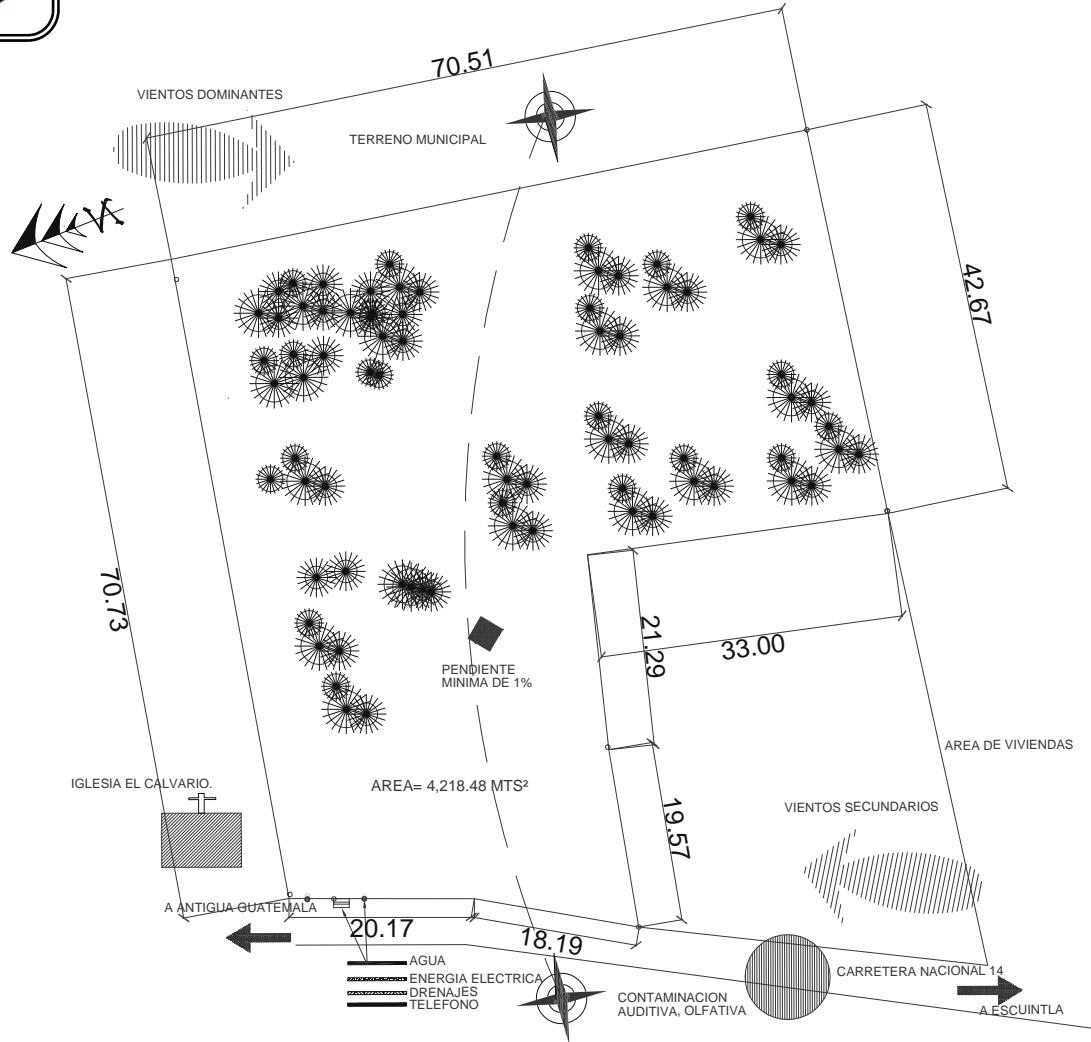 70.51
VIENTOS DOMINANTES
TERRENO MUNICIPAL
N
42.67
70.73
21.29
33.00
PENDIENTE
MINIMA DE 1%
AREA DE VIVIENDAS
IGLESIA EL CALVARIO.
AREA= 4,218.48 MTS²
VIENTOS SECUNDARIOS
19.57
A ANTIGUA GUATEMALA
20.17
18.19
AGUA
ENERGIA ELECTRICA
DRENAJES
TELEFONO
CONTAMINACION
AUDITIVA, OLFATIVA
CARRETERA NACIONAL 14
A ESCUINTLA